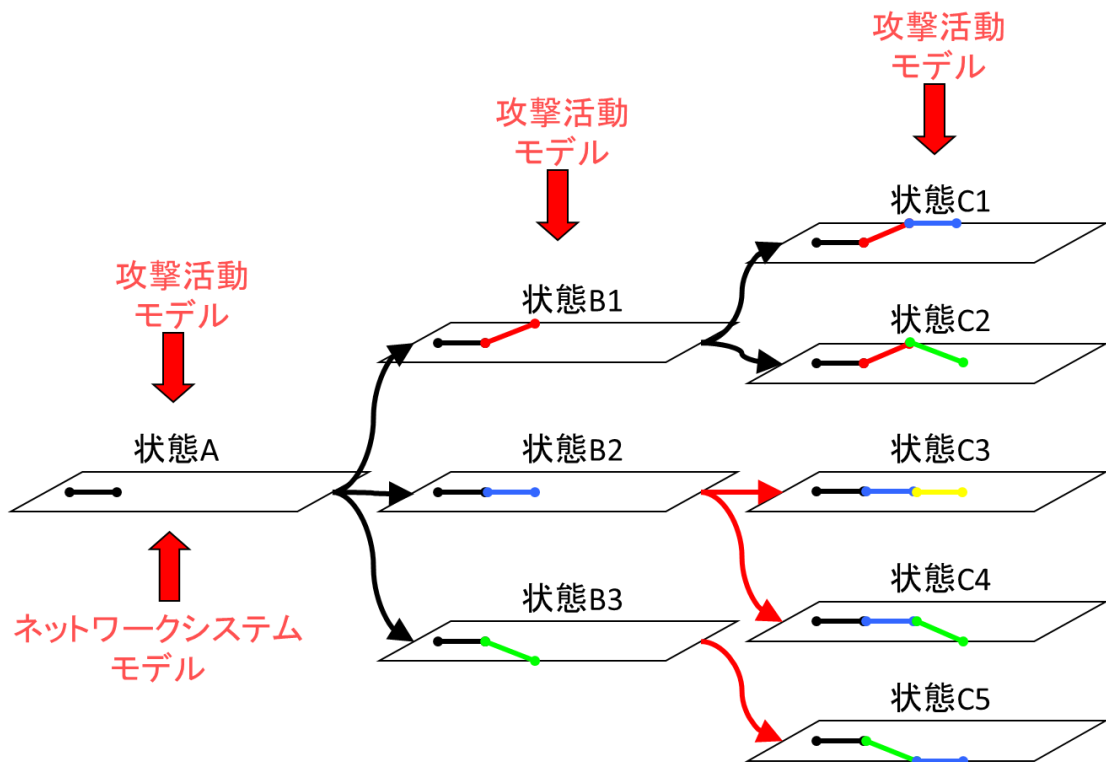 攻撃活動
モデル
攻撃活動
モデル
攻撃活動
モデル
状態A
状態B1
状態B2
状態B3
状態C1
状態C2
状態C3
状態C4
状態C5
ネットワークシステム
モデル